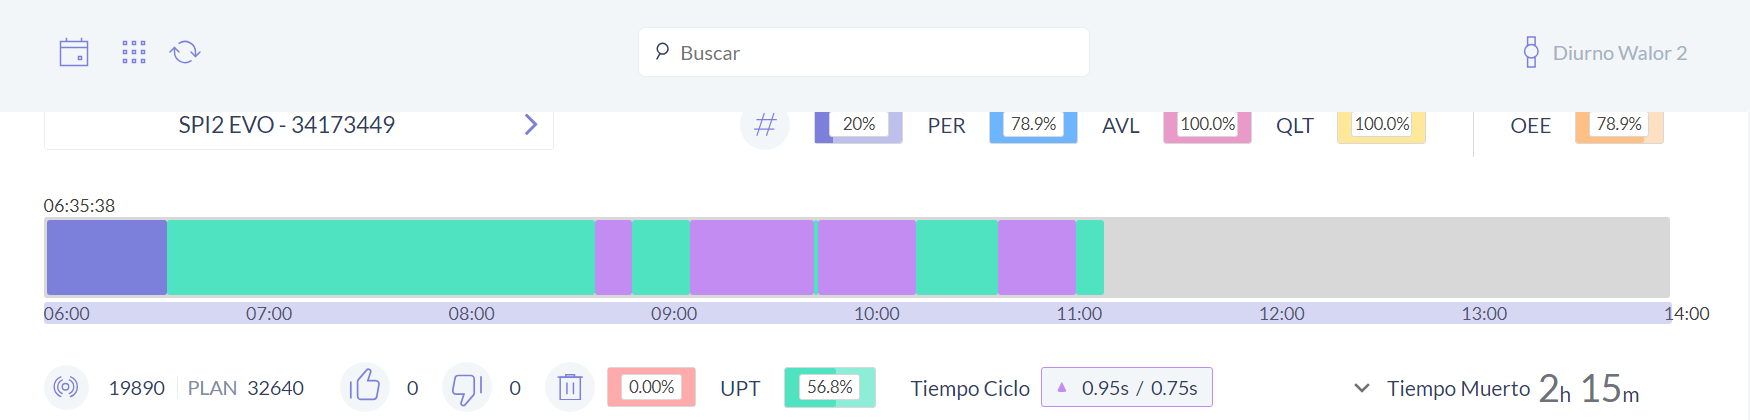 Buscar
Diurno Walor 2
SPI2 EVO - 34173449
# 20% PER 78.9% AVL 100.0% QLT 100.0% OEE 78.9%
06:35:38
06:00 07:00 08:00 09:00 10:00 11:00 12:00 13:00 14:00
19890 PLAN 32640 0 0 0.00% UPT 56.8% Tiempo Ciclo 0.95s / 0.75s Tiempo Muerto 2h 15m